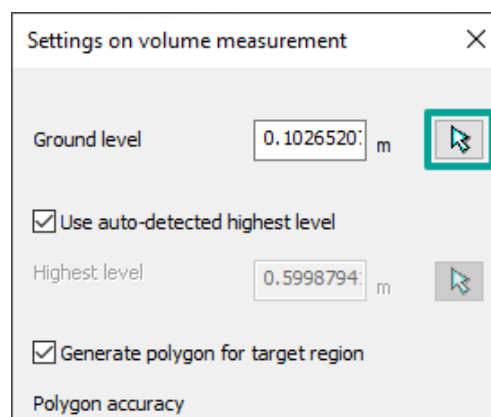 Settings on volume measurement
Ground level 0.10265207 m
Use auto-detected highest level
Highest level 0.5998794 m
Generate polygon for target region
Polygon accuracy